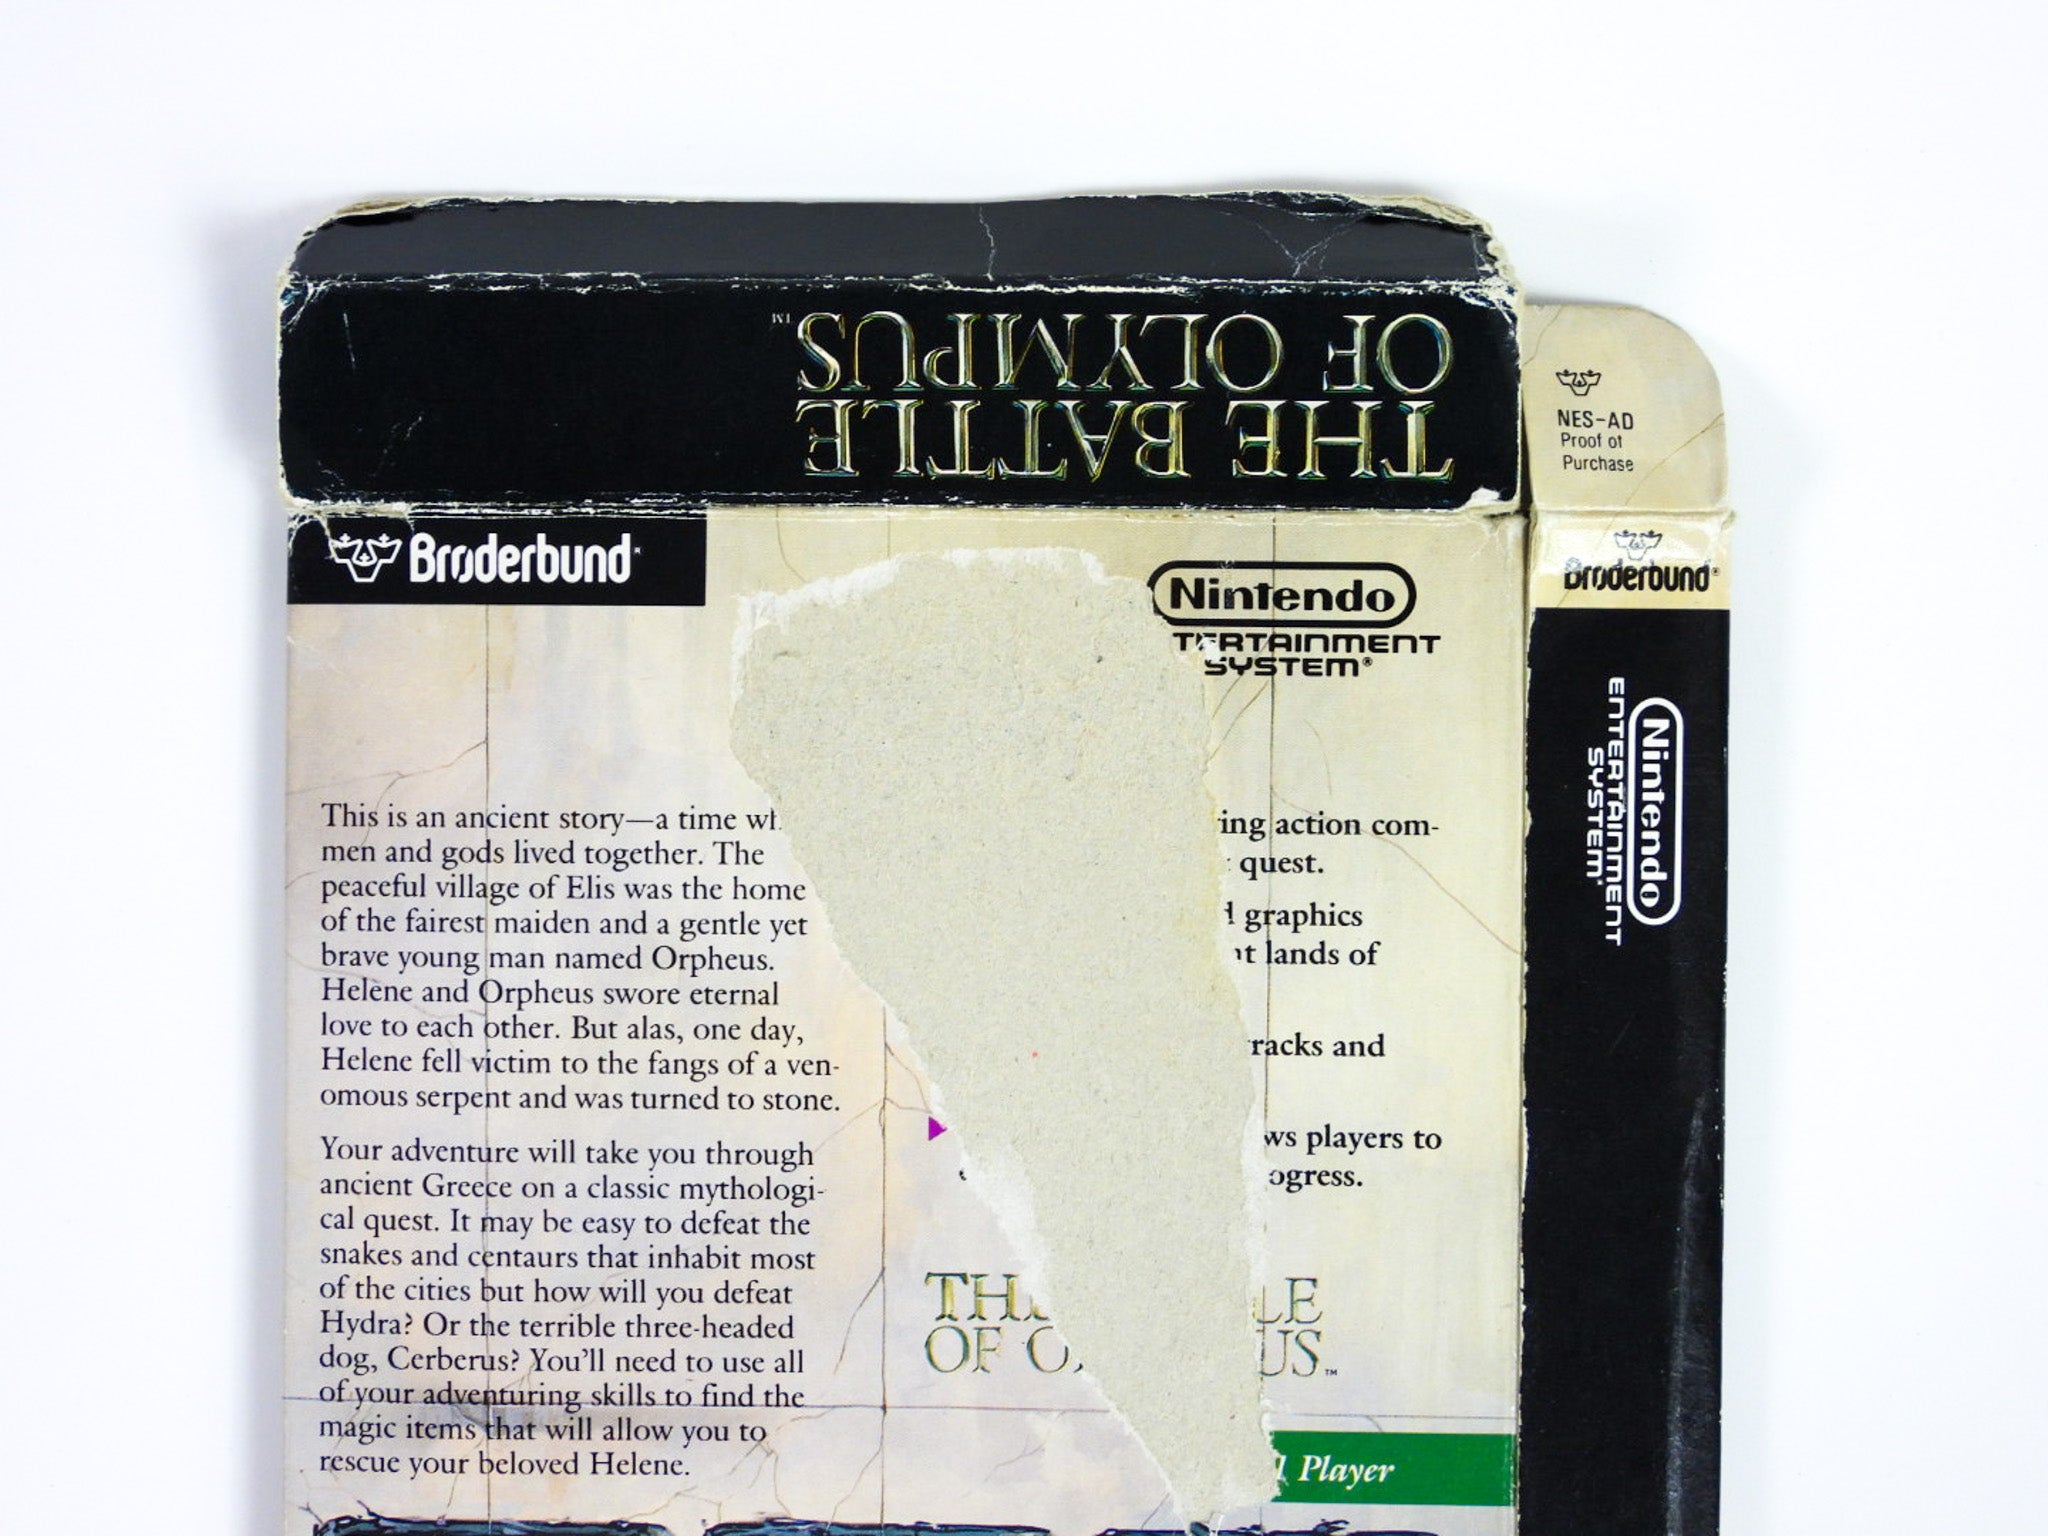 THE BATTLE
OF OLYMPUS™
NES-AD
Proof of
Purchase
Brøderbund®
Brøderbund®
Nintendo
TERTAINMENT
SYSTEM®
Nintendo
ENTERTAINMENT
SYSTEM®
This is an ancient story—a time
men and gods lived together. The
peaceful village of Elis was the home
of the fairest maiden and a gentle yet
brave young man named Orpheus.
Helene and Orpheus swore eternal
love to each other. But alas, one day,
Helene fell victim to the fangs of a ven-
omous serpent and was turned to stone.
Your adventure will take you through
ancient Greece on a classic mythologi-
cal quest. It may be easy to defeat the
snakes and centaurs that inhabit most
of the cities but how will you defeat
Hydra? Or the terrible three-headed
dog, Cerberus? You'll need to use all
of your adventuring skills to find the
magic items that will allow you to
rescue your beloved Helene.
ing action com-
quest.
graphics
lands of
racks and
ws players to
ogress.
TH LE
OF O US™
1 Player